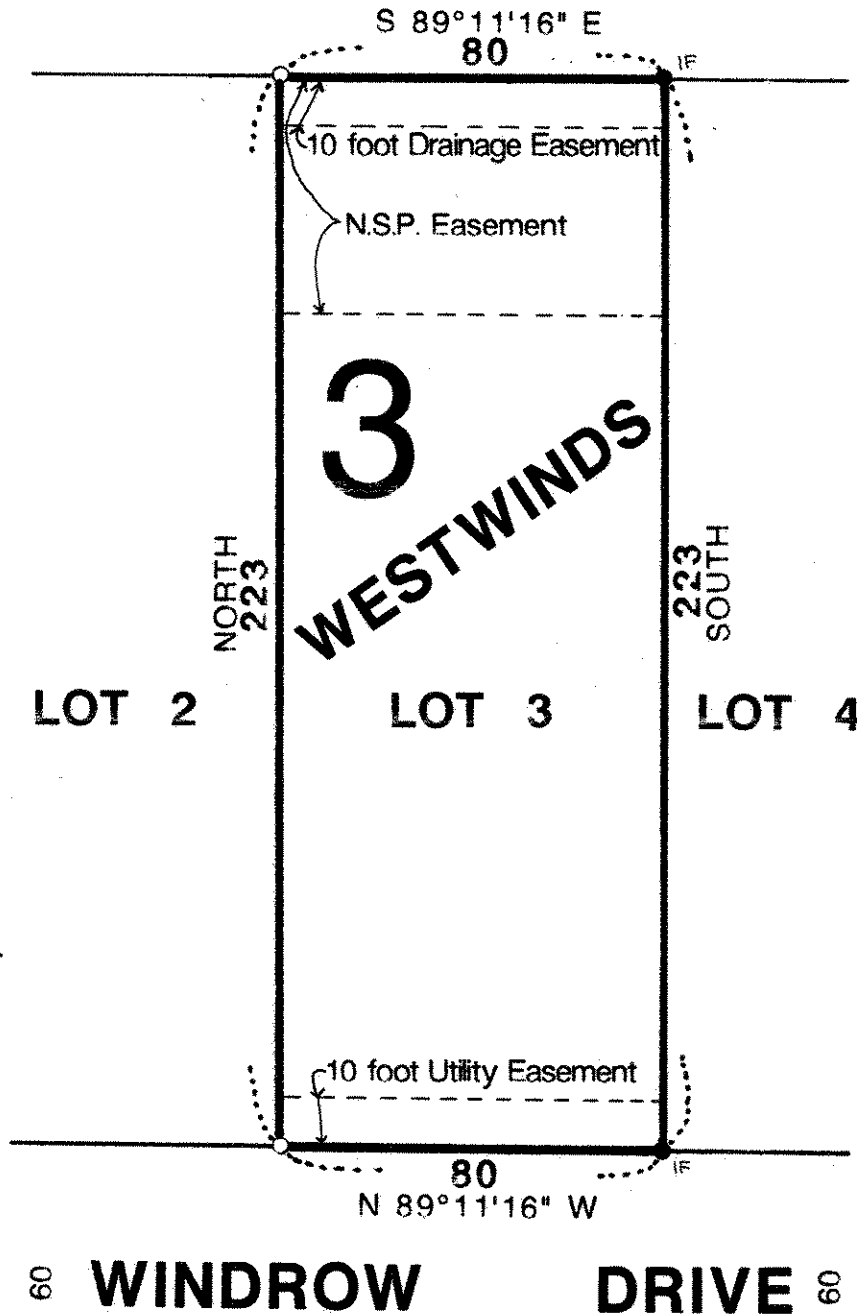 S 89°11'16" E
80
IF
10 foot Drainage Easement
N.S.P. Easement
3
WESTWINDS
NORTH
223
223
SOUTH
LOT 2
LOT 3
LOT 4
10 foot Utility Easement
80
IF
N 89°11'16" W
60 WINDROW DRIVE 60